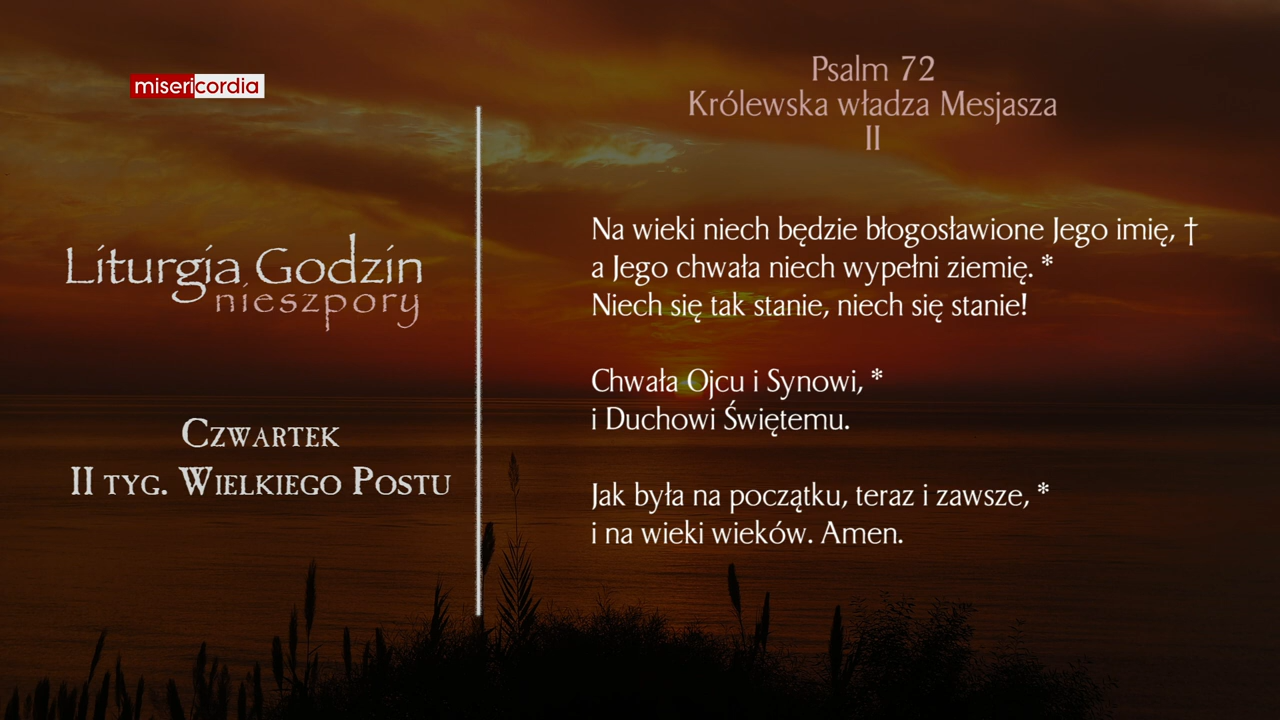 misericordia
Liturgia Godzin
nieszpory
Czwartek
II tyg. Wielkiego Postu
Psalm 72
Królewska władza Mesjasza
II
Na wieki niech będzie błogosławione Jego imię, †
a Jego chwała niech wypełni ziemię. *
Niech się tak stanie, niech się stanie!
Chwała Ojcu i Synowi, *
i Duchowi Świętemu.
Jak była na początku, teraz i zawsze, *
i na wieki wieków. Amen.